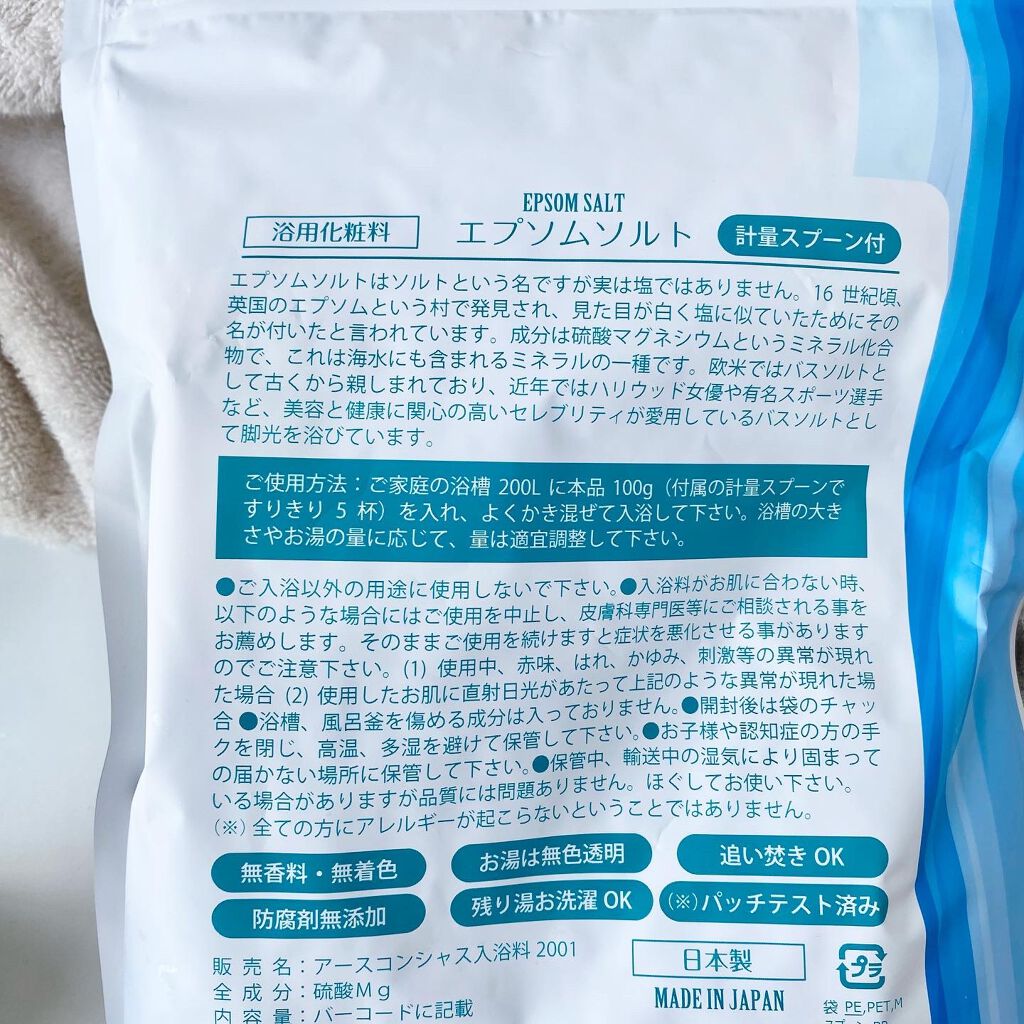 EPSOM SALT
浴用化粧料 エプソムソルト 計量スプーン付
エプソムソルトはソルトという名ですが実は塩ではありません。16 世紀頃、
英国のエプソムという村で発見され、見た目が白く塩に似ていたためにその
名が付いたと言われています。成分は硫酸マグネシウムというミネラル化合
物で、これは海水にも含まれるミネラルの一種です。欧米ではバスソルトと
して古くから親しまれており、近年ではハリウッド女優や有名スポーツ選手
など、美容と健康に関心の高いセレブリティが愛用しているバスソルトとし
て脚光を浴びています。
ご使用方法：ご家庭の浴槽 200L に本品 100g（付属の計量スプーンで
すりきり 5 杯）を入れ、よくかき混ぜて入浴して下さい。浴槽の大き
さやお湯の量に応じて、量は適宜調整して下さい。
●ご入浴以外の用途に使用しないで下さい。●入浴料がお肌に合わない時、
以下のような場合にはご使用を中止し、皮膚科専門医等にご相談される事を
お薦めします。そのままご使用を続けますと症状を悪化させる事があります
のでご注意下さい。(1) 使用中、赤味、はれ、かゆみ、刺激等の異常が現れ
た場合 (2) 使用したお肌に直射日光があたって上記のような異常が現れた場
合 ●浴槽、風呂釜を傷める成分は入っておりません。●開封後は袋のチャッ
クを閉じ、高温、多湿を避けて保管して下さい。●お子様や認知症の方の手
の届かない場所に保管して下さい。●保管中、輸送中の湿気により固まって
いる場合がありますが品質には問題ありません。ほぐしてお使い下さい。
（※）全ての方にアレルギーが起こらないということではありません。
無香料・無着色 お湯は無色透明 追い焚き OK
防腐剤無添加 残り湯お洗濯 OK （※）パッチテスト済み
販売名：アースコンシャス入浴料 2001
全成分：硫酸Ｍｇ
内容量：バーコードに記載
日本製
MADE IN JAPAN
プラ
袋 PE,PET,M